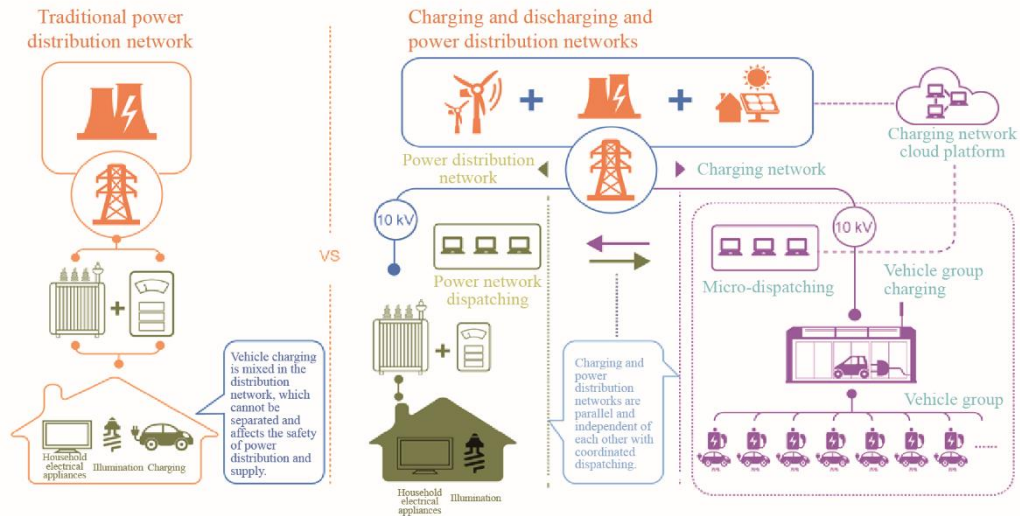 Traditional power
distribution network
VS
Charging and discharging and
power distribution networks
Charging network
cloud platform
Power distribution
network
Charging network
10 kV
10 kV
Power network
dispatching
Micro-dispatching
Vehicle group
charging
Vehicle group
Vehicle charging
is mixed in the
distribution
network, which
cannot be
separated and
affects the safety
of power
distribution and
supply.
Charging and
power
distribution
networks are
parallel and
independent of
each other with
coordinated
dispatching.
Household
electrical
appliances
Illumination
Charging
Household
electrical
appliances
Illumination